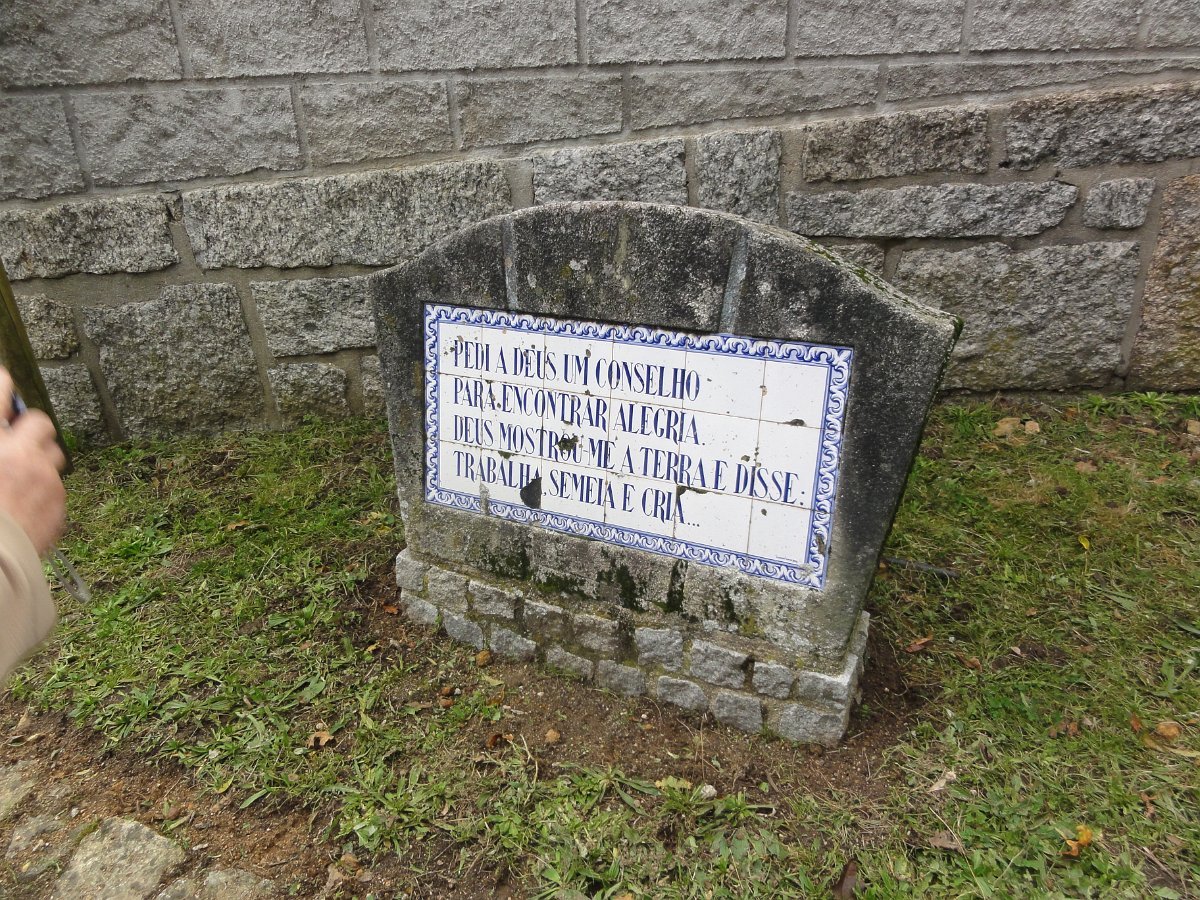 PEDI A DEUS UM CONSELHO
PARA ENCONTRAR ALEGRIA.
DEUS MOSTROU-ME A TERRA E DISSE.
TRABALHA SEMEIA E CRIA...